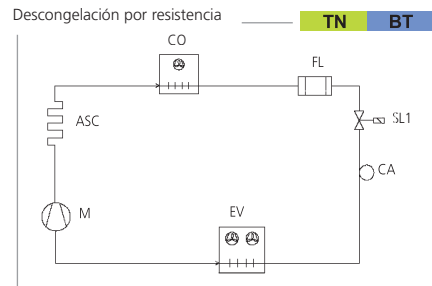 Descongelación por resistencia
TN BT
CO
FL
ASC
SL1
CA
M
EV